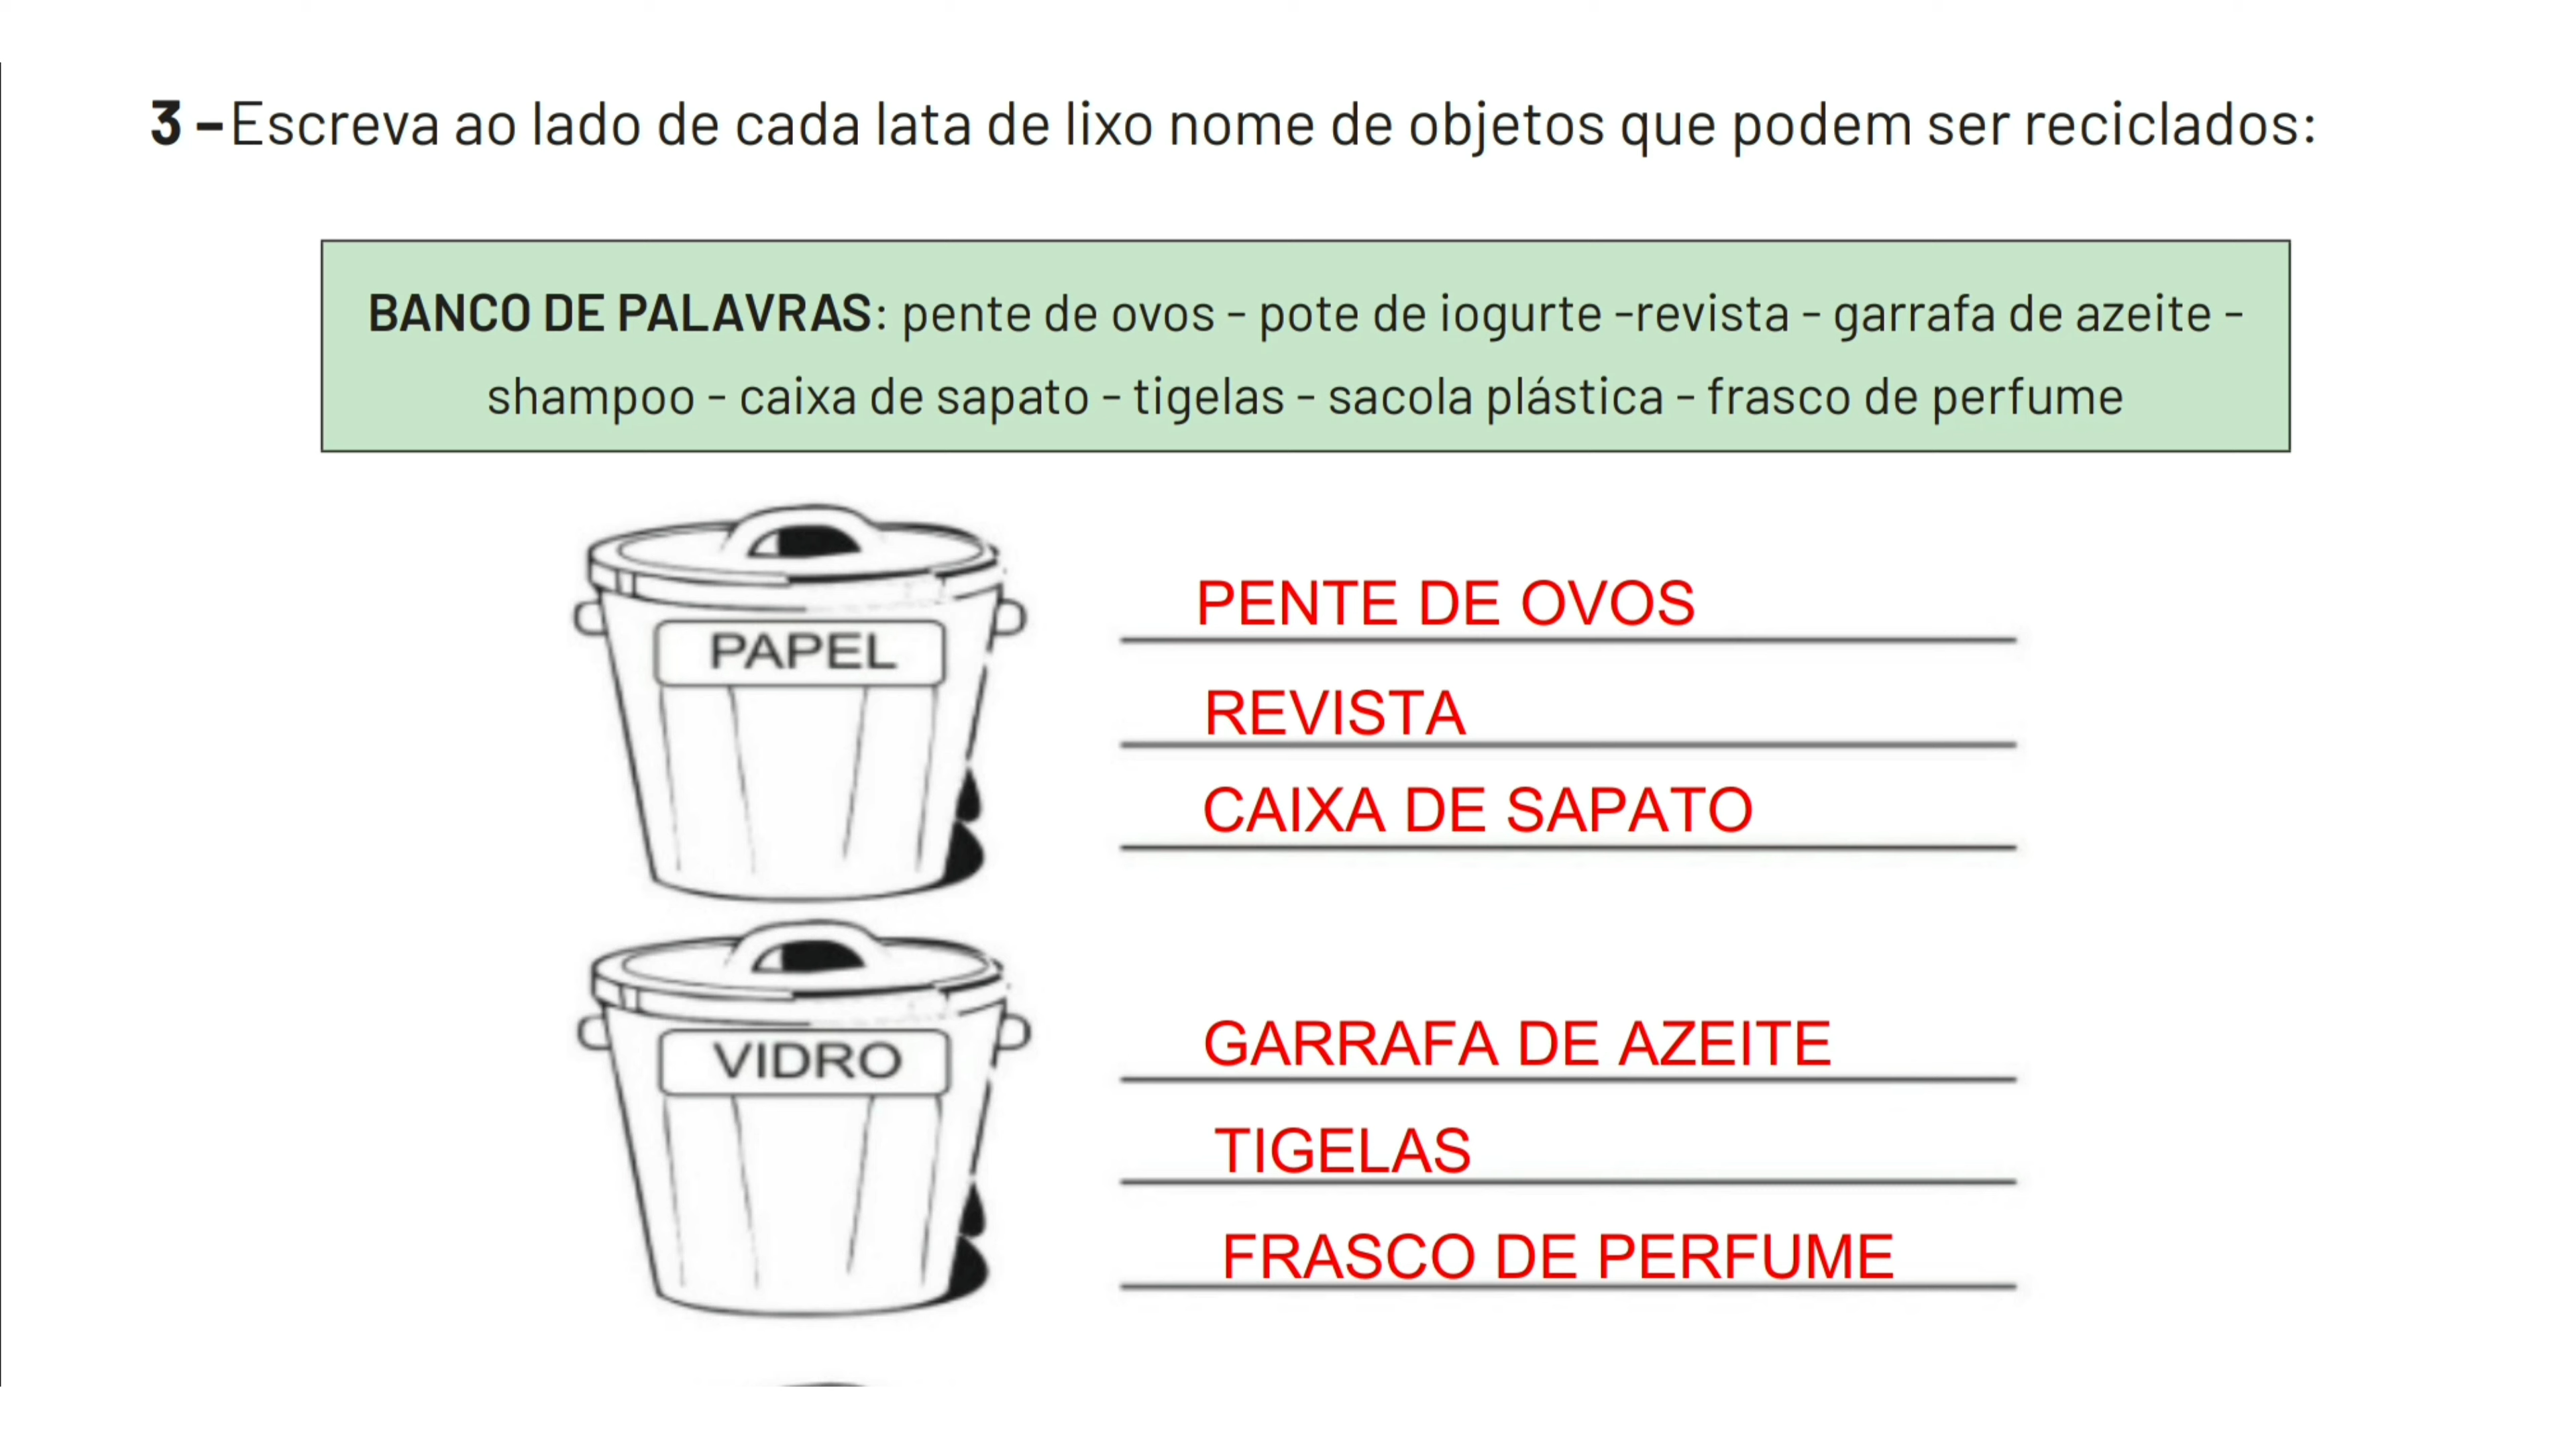 3 – Escreva ao lado de cada lata de lixo nome de objetos que podem ser reciclados:
BANCO DE PALAVRAS: pente de ovos - pote de iogurte -revista - garrafa de azeite -
shampoo - caixa de sapato - tigelas - sacola plástica - frasco de perfume
PAPEL
PENTE DE OVOS
REVISTA
CAIXA DE SAPATO
VIDRO
GARRAFA DE AZEITE
TIGELAS
FRASCO DE PERFUME